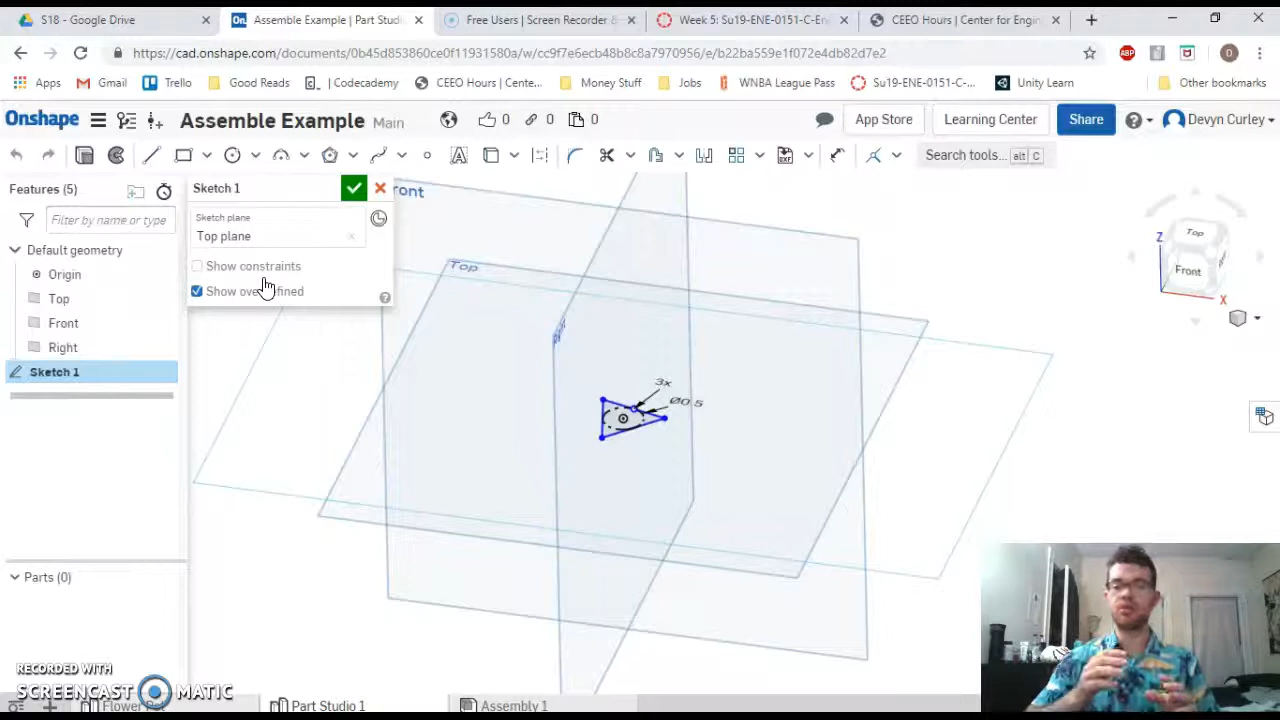 S18 - Google Drive
Assemble Example | Part Studi
Free Users | Screen Recorder &
Week 5: Su19-ENE-0151-C-En
CEEO Hours | Center for Engin
https://cad.onshape.com/documents/0b45d853860ce0f11931580a/w/cc9f7e6ecb48b8c8a7970956/e/b22ba559e1f072e4db82d7e2
ABP
D
Apps
Gmail
Trello
Good Reads
Codecademy
CEEO Hours | Cente...
Money Stuff
Jobs
WNBA League Pass
Su19-ENE-0151-C-...
Unity Learn
Other bookmarks
Onshape
Assemble Example
Main
0
0
0
App Store
Learning Center
Share
Devyn Curley
Search tools...
alt
C
Features (5)
Filter by name or type
Default geometry
Origin
Top
Front
Right
Sketch 1
Parts (0)
Sketch 1
Sketch plane
Top plane
Show constraints
Show overdefined
ront
Top
3x
Ø0.5
Z
Top
Front
X
RECORDED WITH
SCREENCAST MATIC
Part Studio 1
Assembly 1